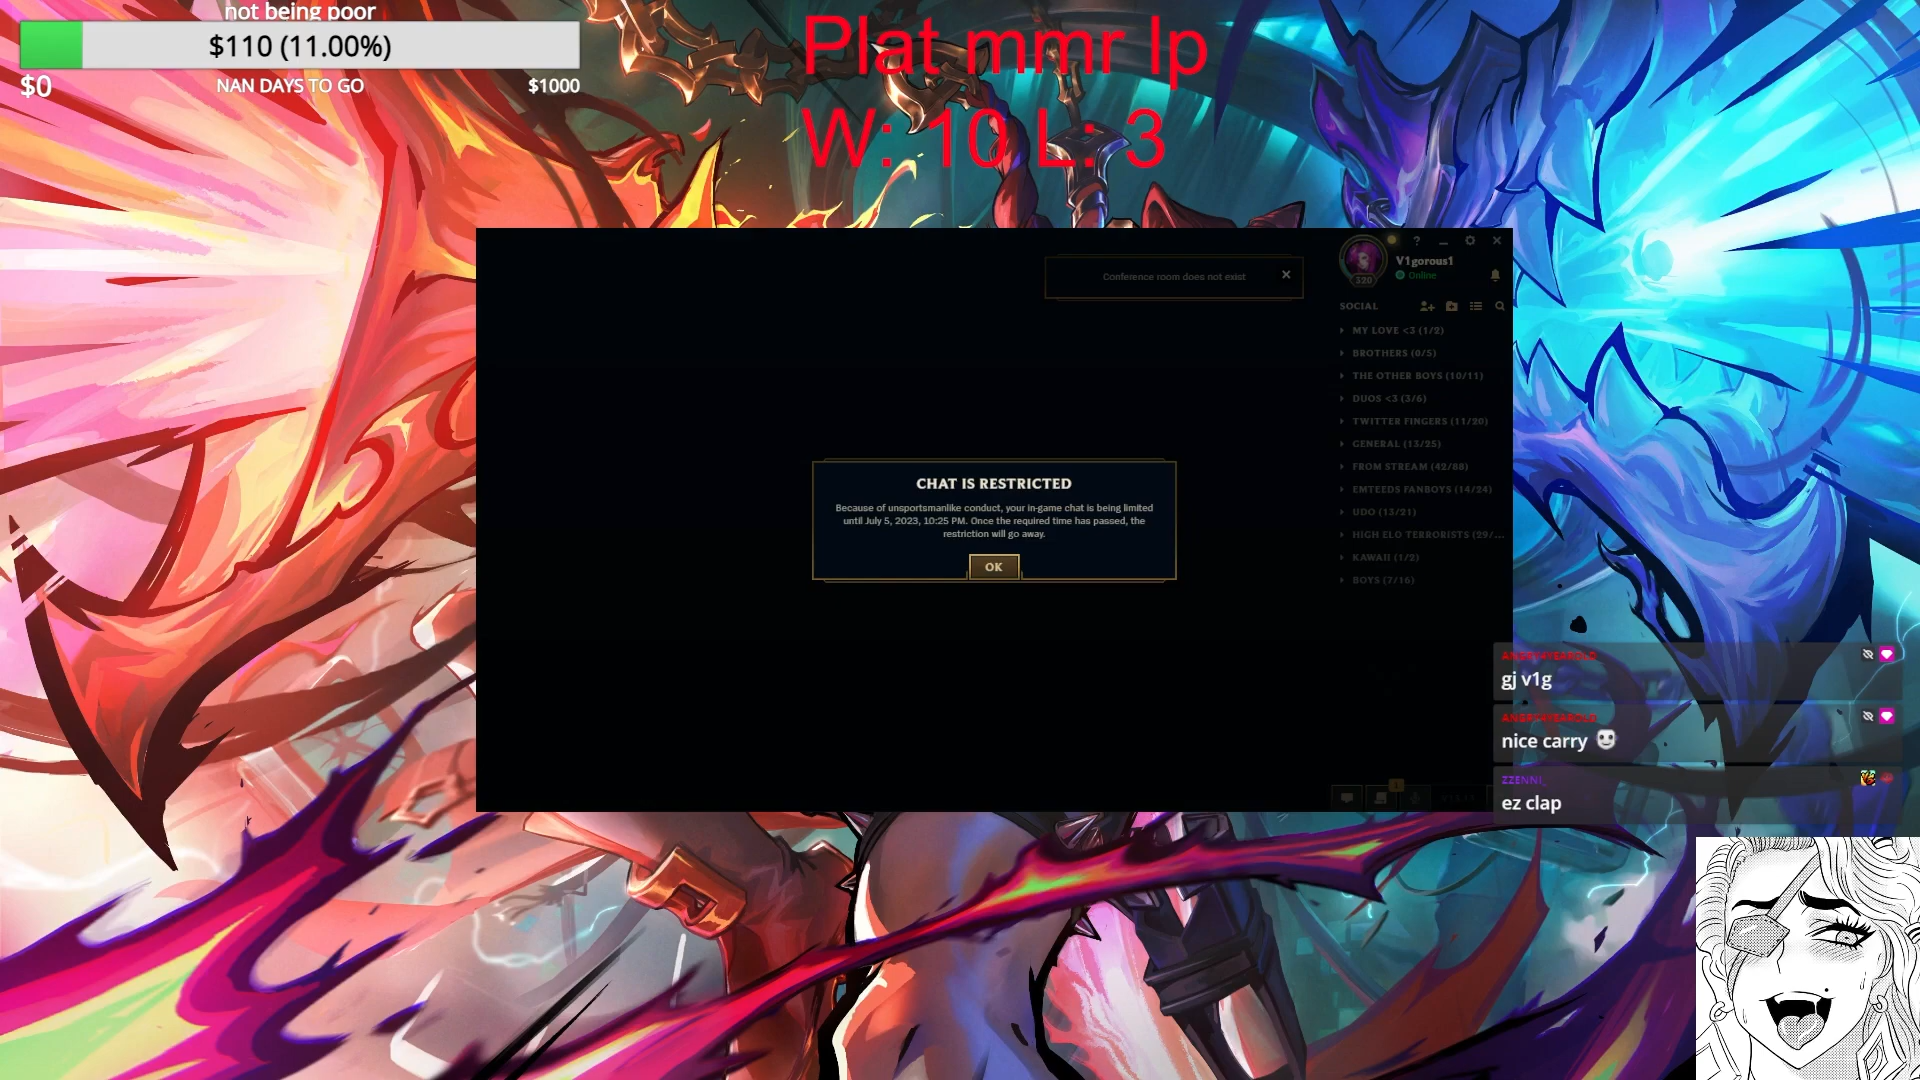 not being poor
$110 (11.00%)
$0
NAN DAYS TO GO
$1000
Plat mmr lp
W: 10 L: 3
Conference room does not exist
V1gorous1
Online
520
SOCIAL
MY LOVE <3 (1/2)
BROTHERS (0/5)
THE OTHER BOYS (10/11)
DUOS <3 (3/6)
TWITTER FINGERS (11/20)
GENERAL (13/25)
FROM STREAM (42/88)
EMTEEDS FANBOYS (14/24)
UDO (13/21)
HIGH ELO TERRORISTS (29/...
KAWAII (1/2)
BOYS (7/16)
CHAT IS RESTRICTED
Because of unsportsmanlike conduct, your in-game chat is being limited
until July 5, 2023, 10:25 PM. Once the required time has passed, the
restriction will go away.
OK
gj v1g
nice carry
ZZENNI_
ez clap